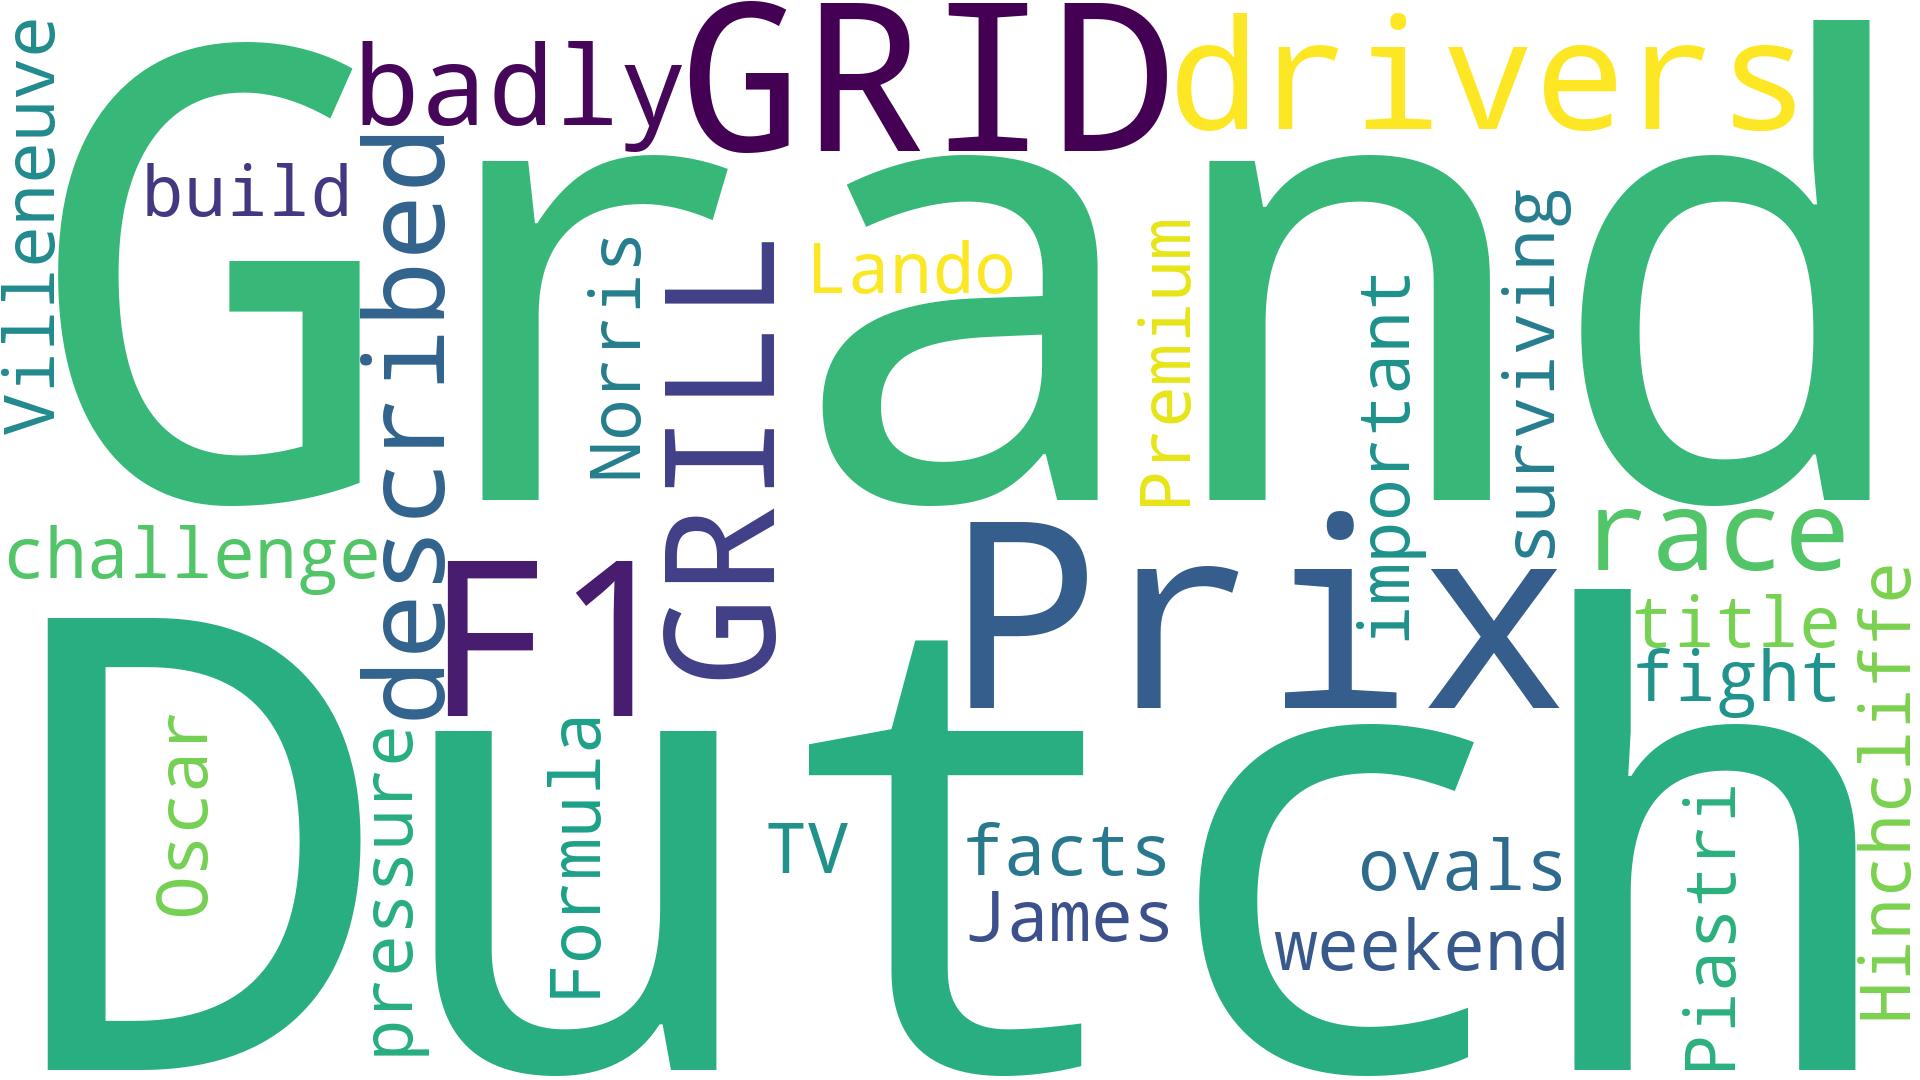 GRID
drivers
badly
Villeneuve
Grand
build
described
Norris
GRILL
Lando
Premium
important
surviving
challenge
F1
Prix
race
title
fight
Hinchcliffe
Dutch
Oscar
pressure
Formula
TV
facts
James
ovals
weekend
Piastri